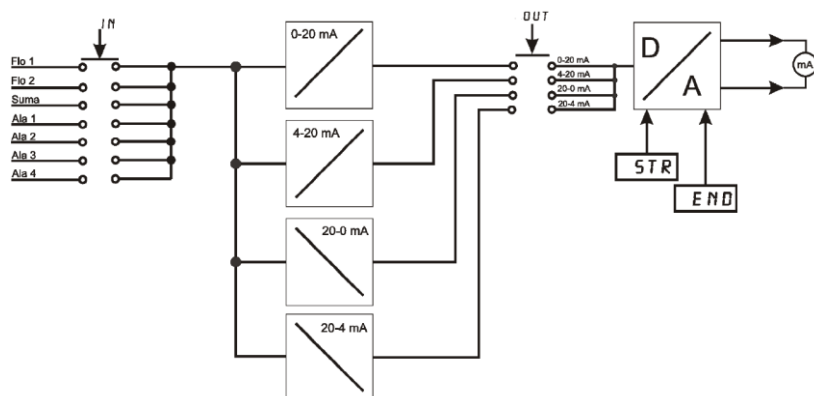 IN
OUT
Flo 1
Flo 2
Suma
Ala 1
Ala 2
Ala 3
Ala 4
0-20 mA
4-20 mA
20-0 mA
20-4 mA
0-20 mA
4-20 mA
20-0 mA
20-4 mA
D
A
mA
STR
END